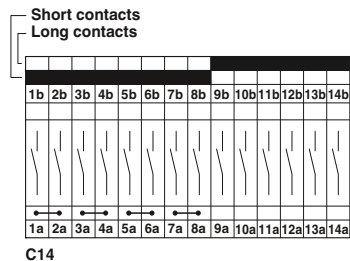 Short contacts
Long contacts
1b 2b 3b 4b 5b 6b 7b 8b 9b 10b 11b 12b 13b 14b
1a 2a 3a 4a 5a 6a 7a 8a 9a 10a 11a 12a 13a 14a
C14